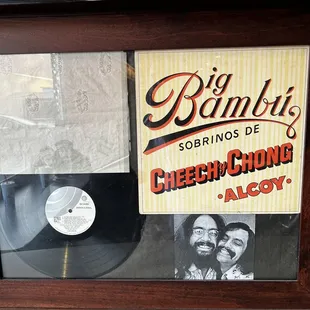 Big
Bambú
SOBRINOS DE
CHEECH y CHONG
·ALCOY·